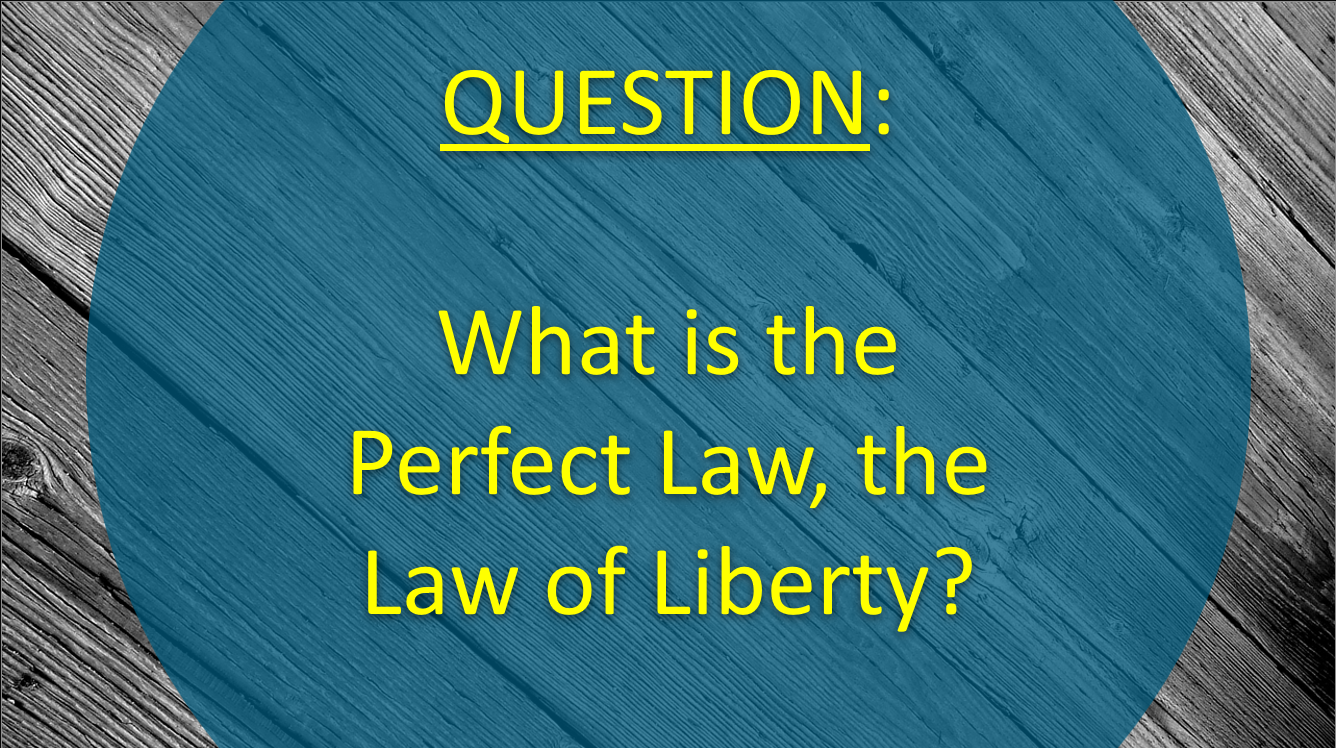 QUESTION:
What is the
Perfect Law, the
Law of Liberty?